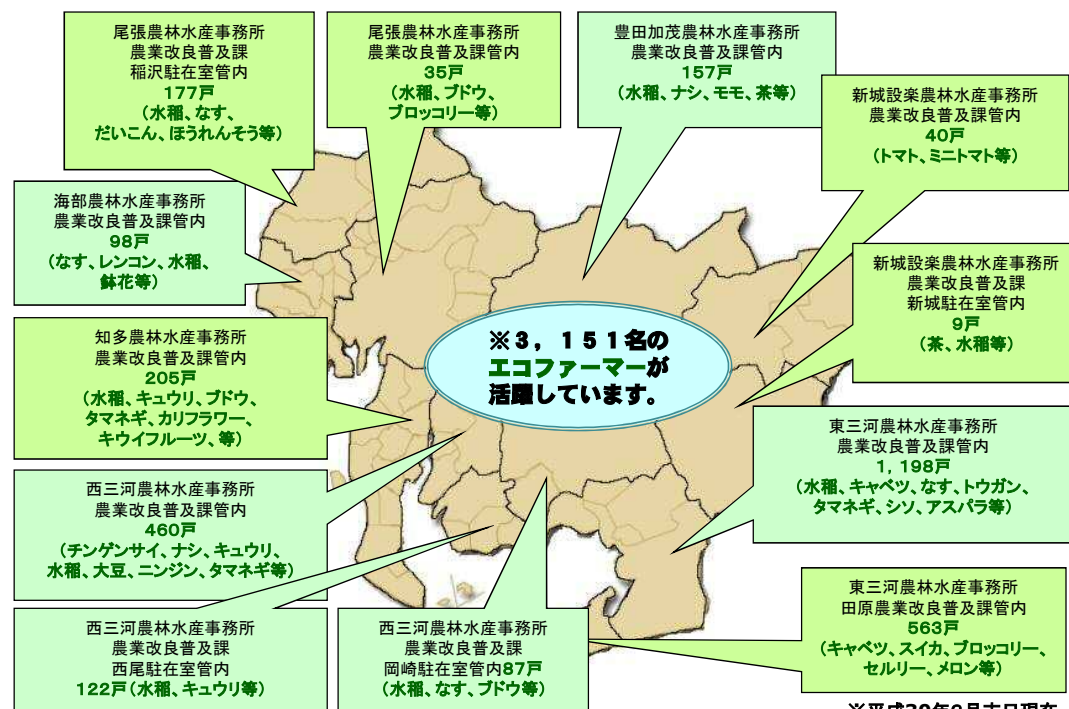 尾張農林水産事務所
農業改良普及課
稲沢駐在室管内
177戸
(水稲、なす、
だいこん、ほうれんそう等)
尾張農林水産事務所
農業改良普及課管内
35戸
(水稲、ブドウ、
ブロッコリー等)
豊田加茂農林水産事務所
農業改良普及課管内
157戸
(水稲、ナシ、モモ、茶等)
新城設楽農林水産事務所
農業改良普及課管内
40戸
(トマト、ミニトマト等)
海部農林水産事務所
農業改良普及課管内
98戸
(なす、レンコン、水稲、
鉢花等)
新城設楽農林水産事務所
農業改良普及課
新城駐在室管内
9戸
(茶、水稲等)
知多農林水産事務所
農業改良普及課管内
205戸
(水稲、キュウリ、ブドウ、
タマネギ、カリフラワー、
キウイフルーツ、等)
※3，151名の
エコファーマーが
活躍しています。
東三河農林水産事務所
農業改良普及課管内
1，198戸
(水稲、キャベツ、なす、トウガン、
タマネギ、シソ、アスパラ等)
西三河農林水産事務所
農業改良普及課管内
460戸
(チンゲンサイ、ナシ、キュウリ、
水稲、大豆、ニンジン、タマネギ等)
東三河農林水産事務所
田原農業改良普及課管内
563戸
(キャベツ、スイカ、ブロッコリー、
セルリー、メロン等)
西三河農林水産事務所
農業改良普及課
西尾駐在室管内
122戸(水稲、キュウリ等)
西三河農林水産事務所
農業改良普及課
岡崎駐在室管内87戸
(水稲、なす、ブドウ等)